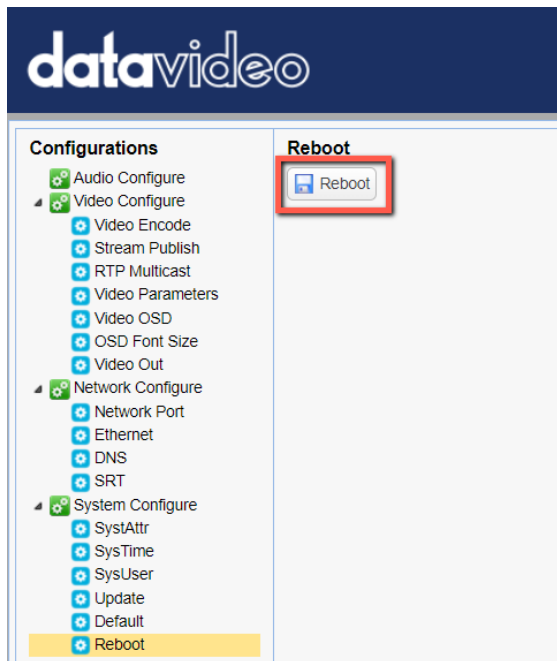 datavideo
Configurations
Audio Configure
Video Configure
Video Encode
Stream Publish
RTP Multicast
Video Parameters
Video OSD
OSD Font Size
Video Out
Network Configure
Network Port
Ethernet
DNS
SRT
System Configure
SystAttr
SysTime
SysUser
Update
Default
Reboot
Reboot
Reboot